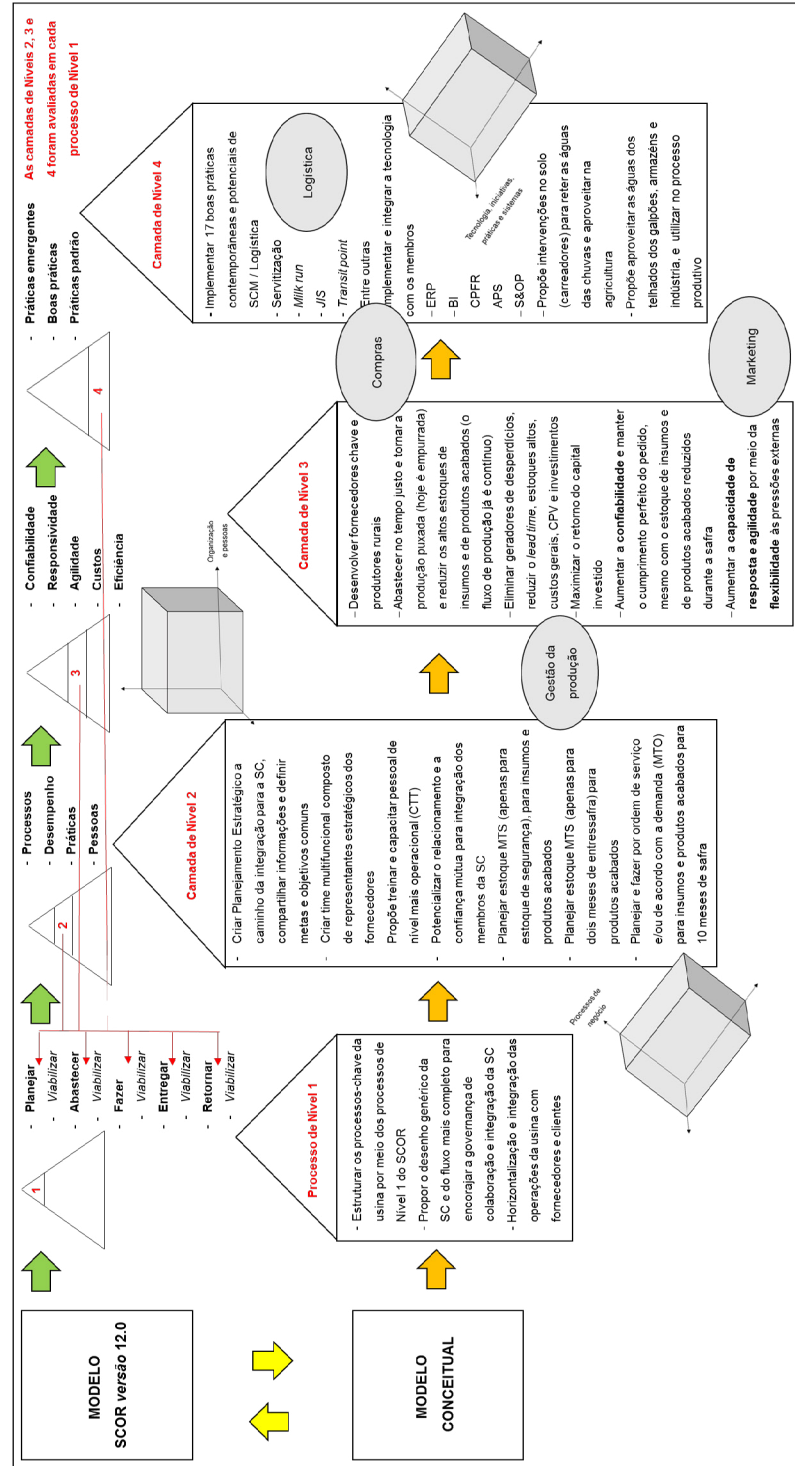 MODELO
SCOR versão 12.0
1
- Planejar
- Viabilizar
- Abastecer
- Viabilizar
- Fazer
- Viabilizar
- Entregar
- Viabilizar
- Retornar
- Viabilizar
2
- Processos
- Desempenho
- Práticas
- Pessoas
3
- Confiabilidade
- Responsividade
- Agilidade
- Custos
- Eficiência
4
- Práticas emergentes
- Boas práticas
- Práticas padrão
As camadas de Níveis 2, 3 e
4 foram avaliadas em cada
processo de Nível 1
MODELO
CONCEITUAL
Processo de Nível 1
- Estruturar os processos-chave da
usina por meio dos processos de
Nível 1 do SCOR
- Propor o desenho genérico da
SC e do fluxo mais completo para
encorajar a governança de
colaboração e integração da SC
- Horizontalização e integração das
operações da usina com
fornecedores e clientes
Processos de
negócio
Camada de Nível 2
- Criar Planejamento Estratégico a
caminho da integração para a SC,
compartilhar informações e definir
metas e objetivos comuns
- Criar time multifuncional composto
de representantes estratégicos dos
fornecedores
Propõe treinar e capacitar pessoal de
nível mais operacional (CTT)
- Potencializar o relacionamento e a
confiança mútua para integração dos
membros da SC
- Planejar estoque MTS (apenas para
estoque de segurança), para insumos e
produtos acabados
- Planejar estoque MTS (apenas para
dois meses de entressafra) para
produtos acabados
- Planejar e fazer por ordem de serviço
e/ou de acordo com a demanda (MTO)
para insumos e produtos acabados para
10 meses de safra
Organização
e pessoas
Gestão da
produção
Camada de Nível 3
– Desenvolver fornecedores chave e
produtores rurais
– Abastecer no tempo justo e tornar a
produção puxada (hoje é empurrada)
e reduzir os altos estoques de
insumos e de produtos acabados (o
fluxo de produção já é contínuo)
– Eliminar geradores de desperdícios,
reduzir o lead time, estoques altos,
custos gerais, CPV e investimentos
– Maximizar o retorno do capital
investido
– Aumentar a confiabilidade e manter
o cumprimento perfeito do pedido,
mesmo com o estoque de insumos e
de produtos acabados reduzidos
durante a safra
– Aumentar a capacidade de
resposta e agilidade por meio da
flexibilidade às pressões externas
Compras
Marketing
Camada de Nível 4
- Implementar 17 boas práticas
contemporâneas e potenciais de
SCM / Logística
- Servitização
- Milk run
- JIS
- Transit point
Entre outras
Implementar e integrar a tecnologia
com os membros
– ERP
– BI
CPFR
APS
– S&OP
– Propõe intervenções no solo
(carreadores) para reter as águas
das chuvas e aproveitar na
agricultura
- Propõe aproveitar as águas dos
telhados dos galpões, armazéns e
indústria, e utilizar no processo
produtivo
Logística
Tecnologia, iniciativas,
práticas e sistemas